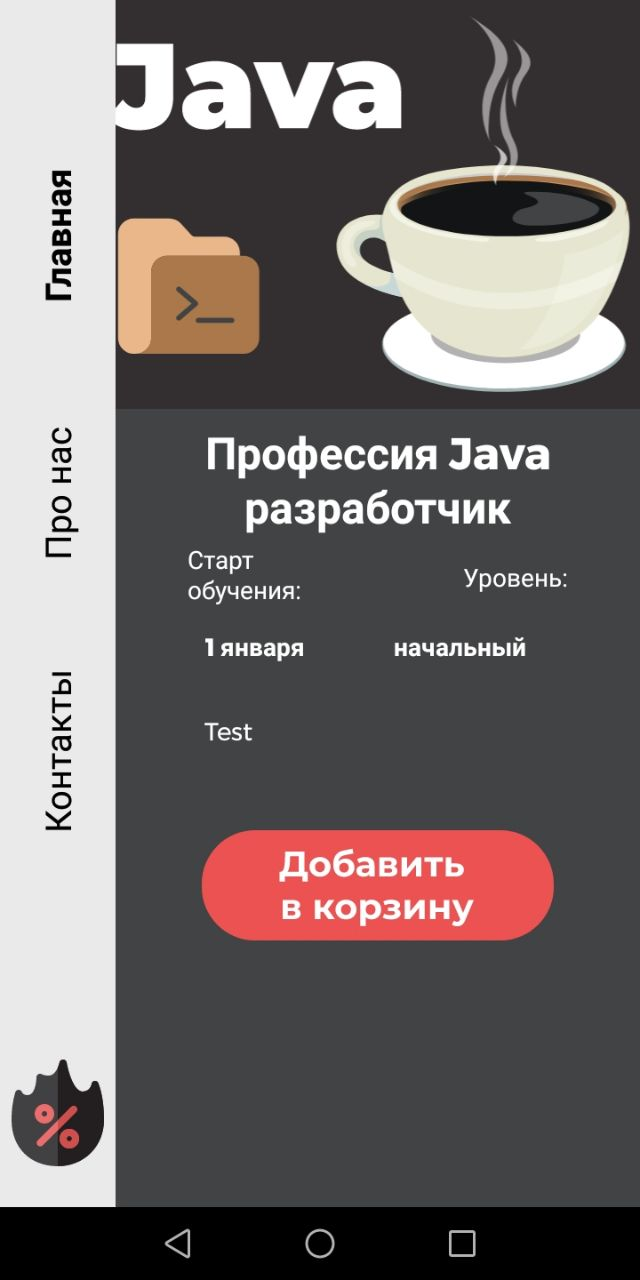 Java
Главная
Про нас
Контакты
>_
%
Профессия Java
разработчик
Старт
обучения:
Уровень:
1 января
начальный
Test
Добавить
в корзину